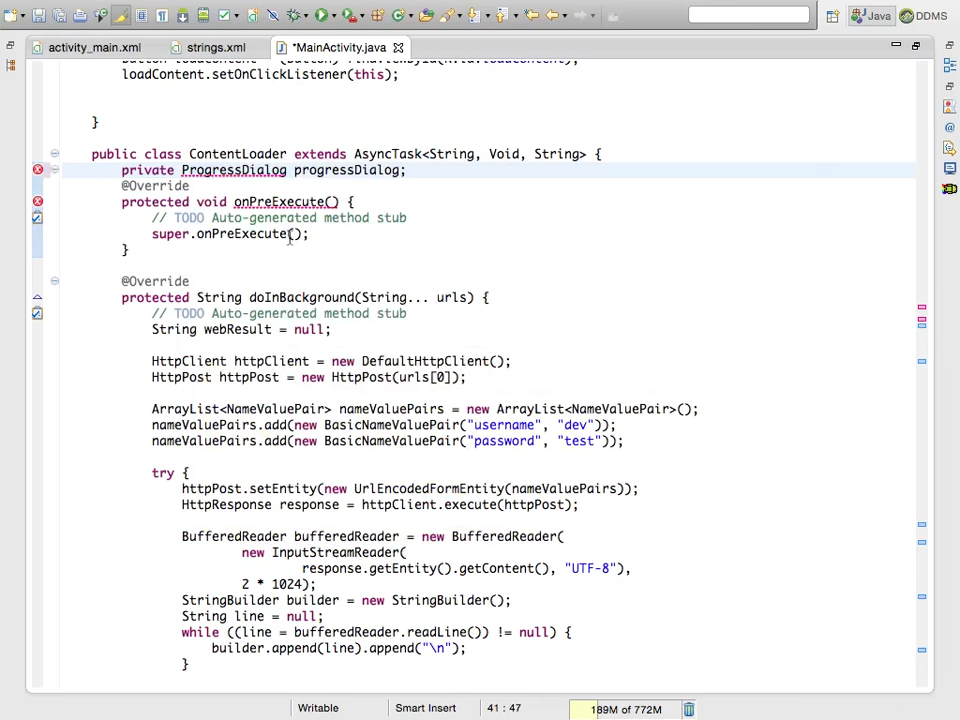 Java
DDMS
activity_main.xml
strings.xml
*MainActivity.java
loadContent.setOnClickListener(this);
}
public class ContentLoader extends AsyncTask<String, Void, String> {
private ProgressDialog progressDialog;
@Override
protected void onPreExecute() {
// TODO Auto-generated method stub
super.onPreExecute();
}
@Override
protected String doInBackground(String... urls) {
// TODO Auto-generated method stub
String webResult = null;
HttpClient httpClient = new DefaultHttpClient();
HttpPost httpPost = new HttpPost(urls[0]);
ArrayList<NameValuePair> nameValuePairs = new ArrayList<NameValuePair>();
nameValuePairs.add(new BasicNameValuePair("username", "dev"));
nameValuePairs.add(new BasicNameValuePair("password", "test"));
try {
httpPost.setEntity(new UrlEncodedFormEntity(nameValuePairs));
HttpResponse response = httpClient.execute(httpPost);
BufferedReader bufferedReader = new BufferedReader(
new InputStreamReader(
response.getEntity().getContent(), "UTF-8"),
2 * 1024);
StringBuilder builder = new StringBuilder();
String line = null;
while ((line = bufferedReader.readLine()) != null) {
builder.append(line).append("\n");
}
Writable
Smart Insert
41 : 47
189M of 772M